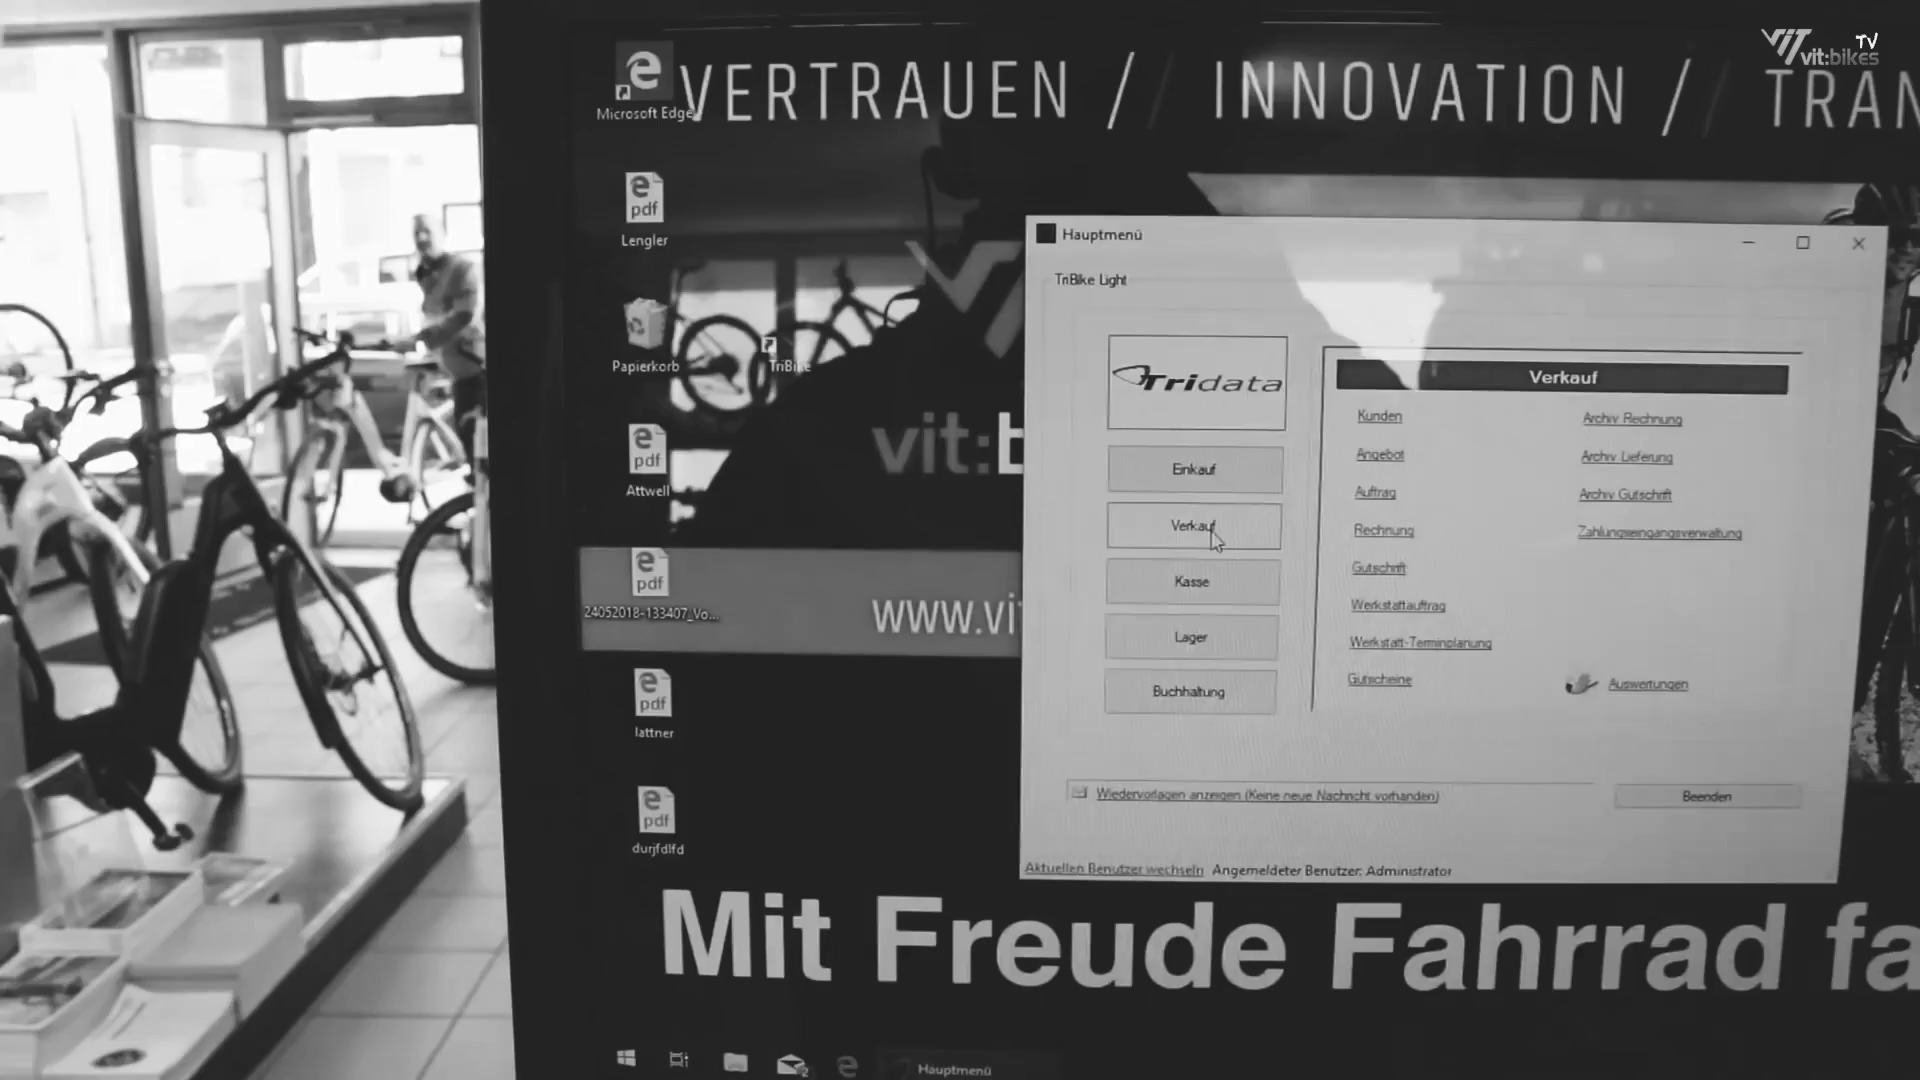 VIT TV
vit:bikes
VERTRAUEN / INNOVATION /
Microsoft Edge
pdf
Lengler
Papierkorb
TriBike
pdf
Attwell
pdf
24052018-133407_Vo...
pdf
lattner
pdf
durjfdlfd
vit:
www.vi
Hauptmenü
TriBike Light
Tridata
Einkauf
Verkauf
Kasse
Lager
Buchhaltung
Verkauf
Kunden
Angebot
Auftrag
Rechnung
Gutschrift
Werkstattauftrag
Werkstatt-Terminplanung
Gutscheine
Archiv Rechnung
Archiv Lieferung
Archiv Gutschrift
Zahlungseingangsverwaltung
Auswertungen
Wiedervorlagen anzeigen (Keine neue Nachricht vorhanden)
Beenden
Aktuellen Benutzer wechseln Angemeldeter Benutzer: Administrator
Mit Freude Fahrrad fa
Hauptmenü